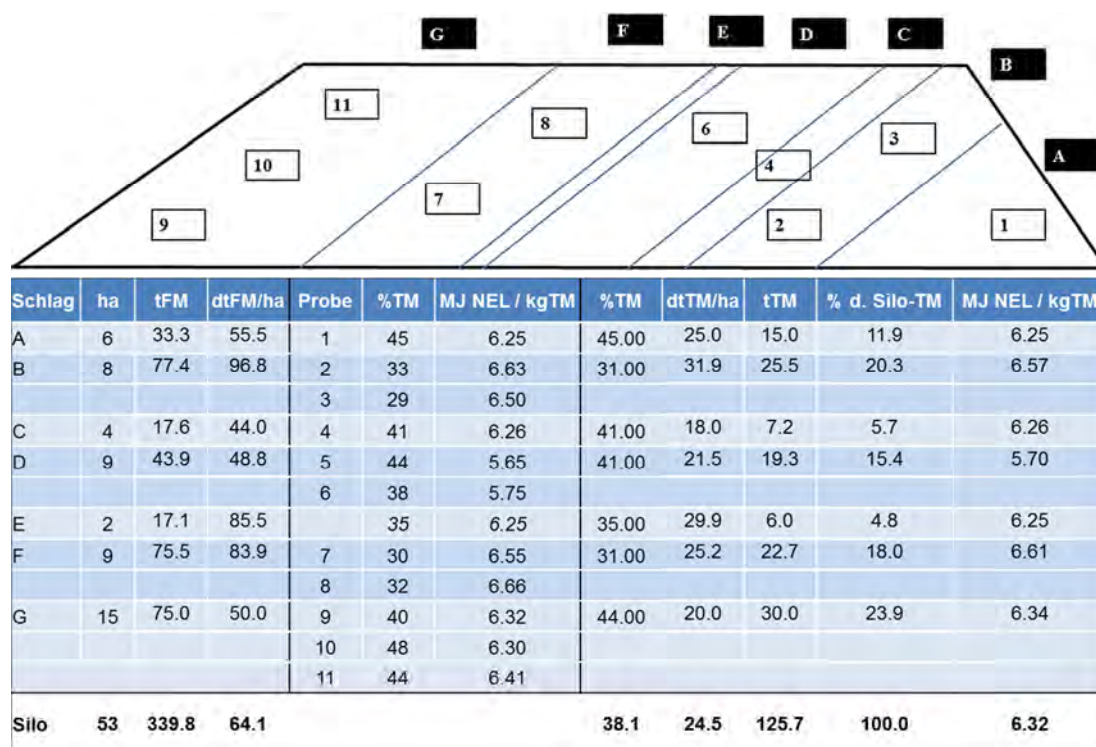 G F E D C
B
11
8 6 3
10 4 A
7
9 2 1
Schlag ha tFM dtFM/ha Probe %TM MJ NEL / kgTM %TM dtTM/ha tTM % d. Silo-TM MJ NEL / kgTM
A 6 33.3 55.5 1 45 6.25 45.00 25.0 15.0 11.9 6.25
B 8 77.4 96.8 2 33 6.63 31.00 31.9 25.5 20.3 6.57
3 29 6.50
C 4 17.6 44.0 4 41 6.26 41.00 18.0 7.2 5.7 6.26
D 9 43.9 48.8 5 44 5.65 41.00 21.5 19.3 15.4 5.70
6 38 5.75
E 2 17.1 85.5 35 6.25 35.00 29.9 6.0 4.8 6.25
F 9 75.5 83.9 7 30 6.55 31.00 25.2 22.7 18.0 6.61
8 32 6.66
G 15 75.0 50.0 9 40 6.32 44.00 20.0 30.0 23.9 6.34
10 48 6.30
11 44 6.41
Silo 53 339.8 64.1 38.1 24.5 125.7 100.0 6.32